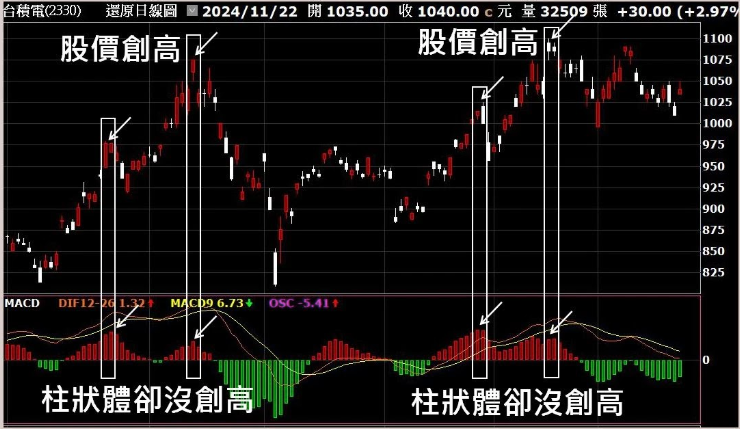 台積電(2330) 還原日線圖 2024/11/22 開 1035.00 收 1040.00 c 元 量 32509 張 +30.00 (+2.97%
股價創高
股價創高
1100
1075
1050
1025
1000
975
950
925
900
875
850
825
MACD DIF12-26 1.32↑ MACD9 6.73↓ OSC -5.41↑
0
柱狀體卻沒創高
柱狀體卻沒創高